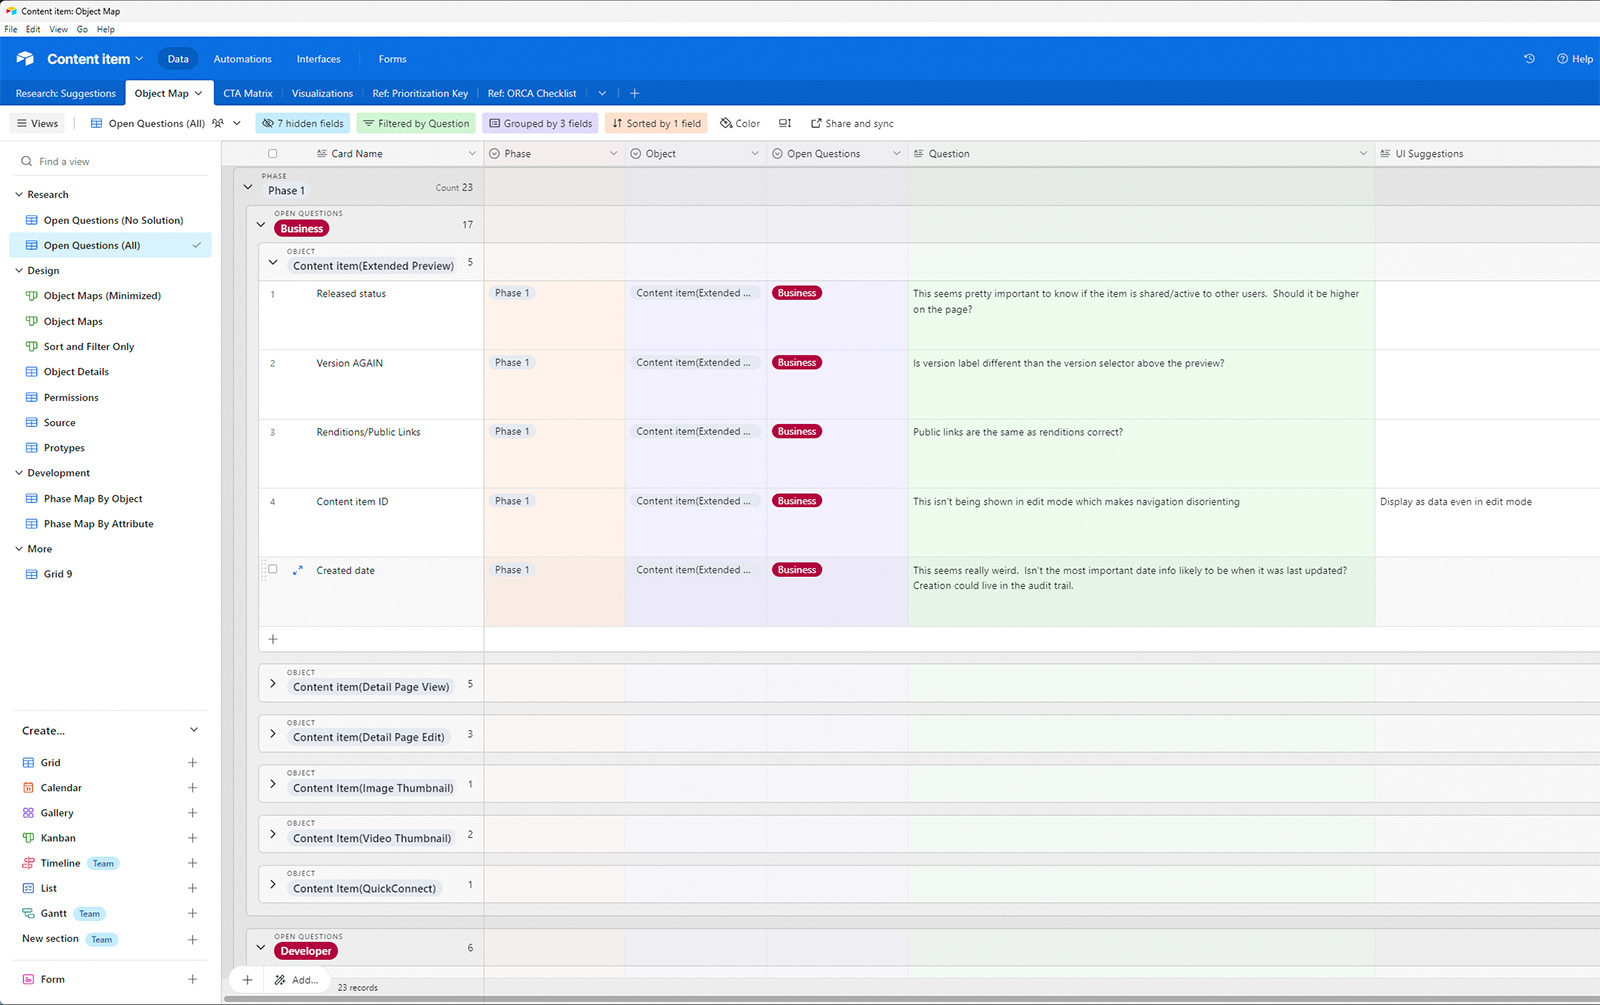 Content item: Object Map
File Edit View Go Help
Content item Data Automations Interfaces Forms Help
Research: Suggestions Object Map CTA Matrix Visualizations Ref: Prioritization Key Ref: ORCA Checklist
Views Open Questions (All) 7 hidden fields Filtered by Question Grouped by 3 fields Sorted by 1 field Color Share and sync
Find a view
Research
Open Questions (No Solution)
Open Questions (All)
Design
Object Maps (Minimized)
Object Maps
Sort and Filter Only
Object Details
Permissions
Source
Protypes
Development
Phase Map By Object
Phase Map By Attribute
More
Grid 9
Create...
Grid
Calendar
Gallery
Kanban
Timeline Team
List
Gantt Team
New section Team
Form
Card Name Phase Object Open Questions Question UI Suggestions
PHASE
Phase 1 Count 23
OPEN QUESTIONS
Business 17
OBJECT
Content item(Extended Preview) 5
1 Released status Phase 1 Content item(Extended ... Business This seems pretty important to know if the item is shared/active to other users. Should it be higher
on the page?
2 Version AGAIN Phase 1 Content item(Extended ... Business Is version label different than the version selector above the preview?
3 Renditions/Public Links Phase 1 Content item(Extended ... Business Public links are the same as renditions correct?
4 Content item ID Phase 1 Content item(Extended ... Business This isn't being shown in edit mode which makes navigation disorienting Display as data even in edit mode
Created date Phase 1 Content item(Extended ... Business This seems really weird. Isn't the most important date info likely to be when it was last updated?
Creation could live in the audit trail.
OBJECT
Content item(Detail Page View) 5
OBJECT
Content item(Detail Page Edit) 3
OBJECT
Content Item(Image Thumbnail) 1
OBJECT
Content Item(Video Thumbnail) 2
OBJECT
Content Item(QuickConnect) 1
OPEN QUESTIONS
Developer 6
Add...
23 records